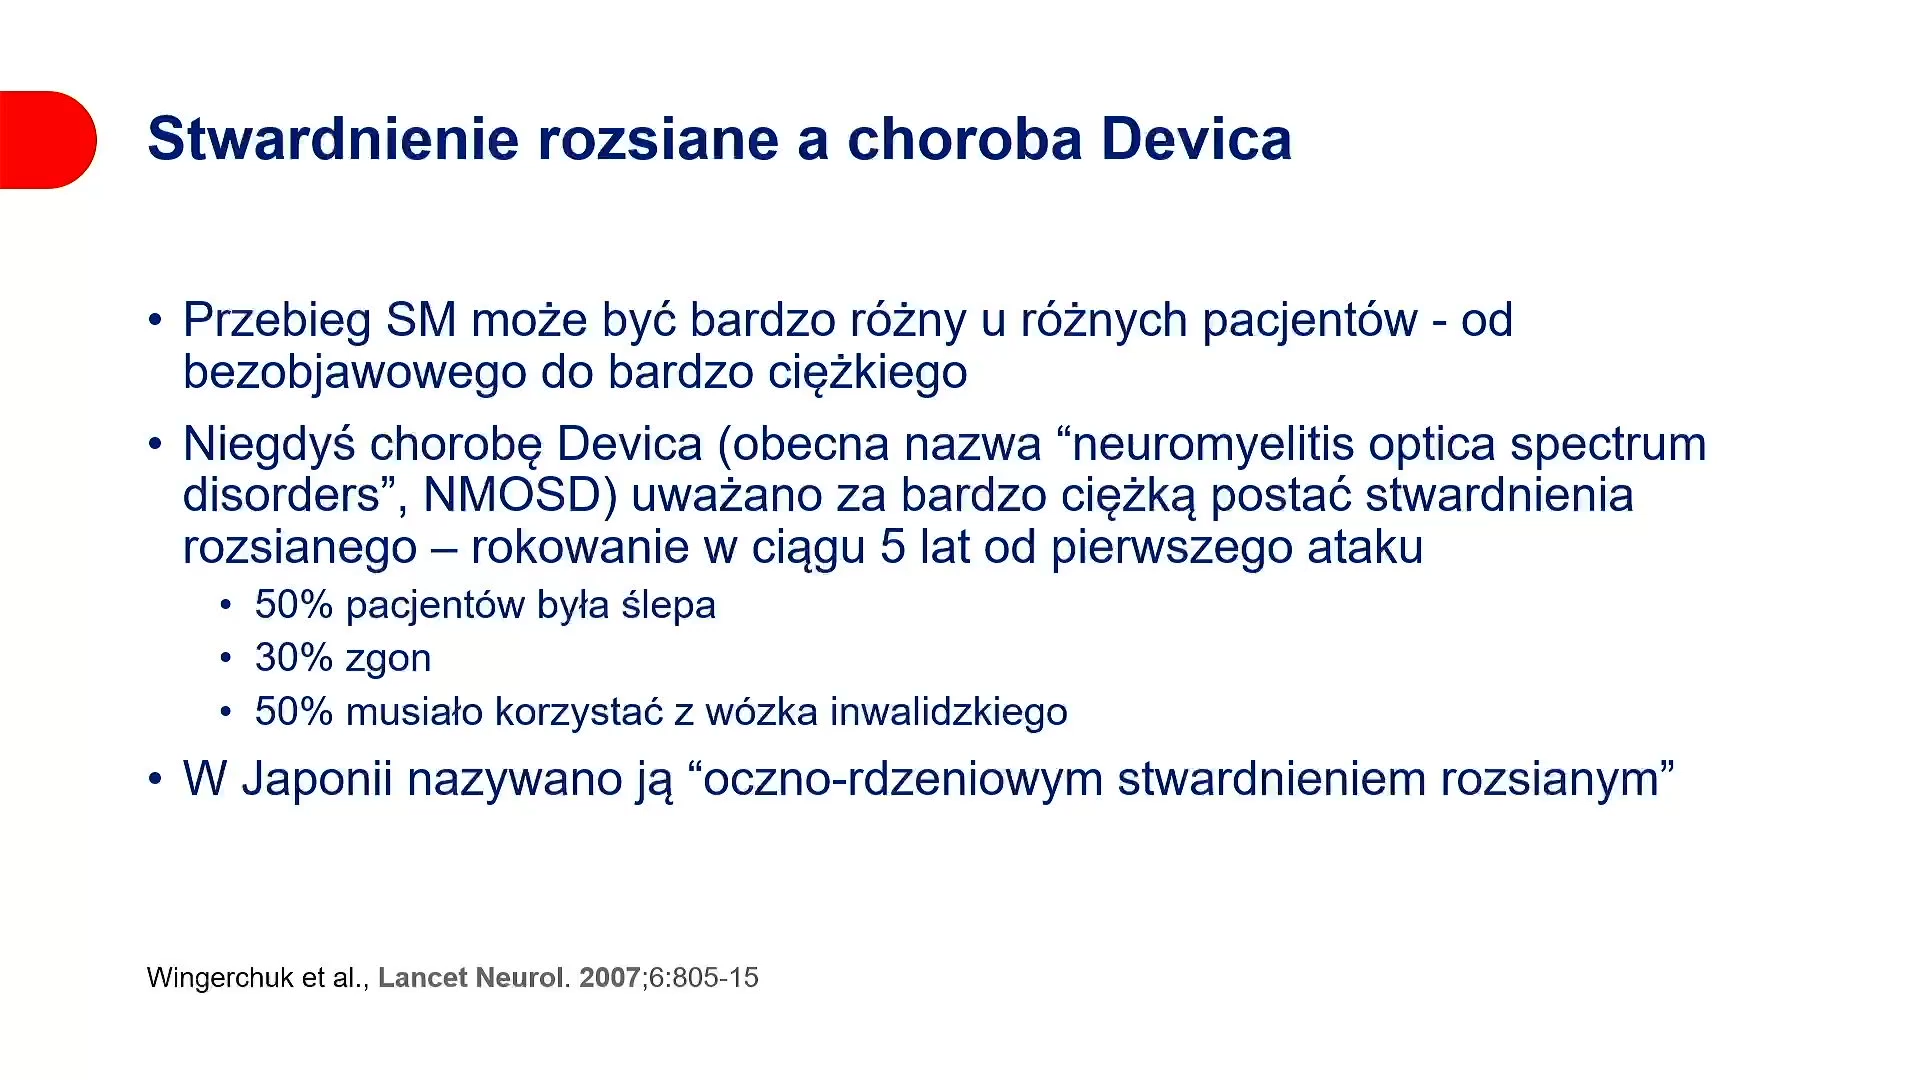 Stwardnienie rozsiane a choroba Devica
• Przebieg SM może być bardzo różny u różnych pacjentów - od
bezobjawowego do bardzo ciężkiego
• Niegdyś chorobę Devica (obecna nazwa “neuromyelitis optica spectrum
disorders”, NMOSD) uważano za bardzo ciężką postać stwardnienia
rozsianego – rokowanie w ciągu 5 lat od pierwszego ataku
• 50% pacjentów była ślepa
• 30% zgon
• 50% musiało korzystać z wózka inwalidzkiego
• W Japonii nazywano ją “oczno-rdzeniowym stwardnieniem rozsianym”
Wingerchuk et al., Lancet Neurol. 2007;6:805-15